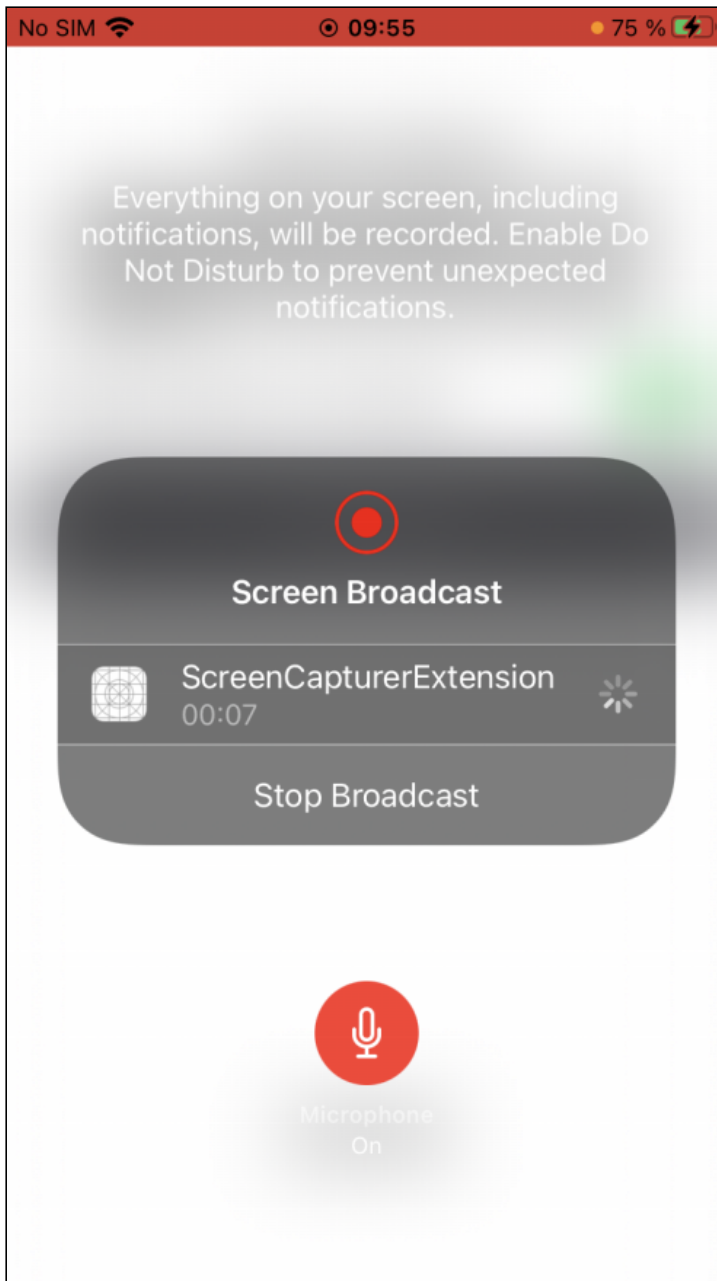 No SIM 09:55 75 %
Everything on your screen, including
notifications, will be recorded. Enable Do
Not Disturb to prevent unexpected
notifications.
Screen Broadcast
ScreenCapturerExtension
00:07
Stop Broadcast
Microphone
On